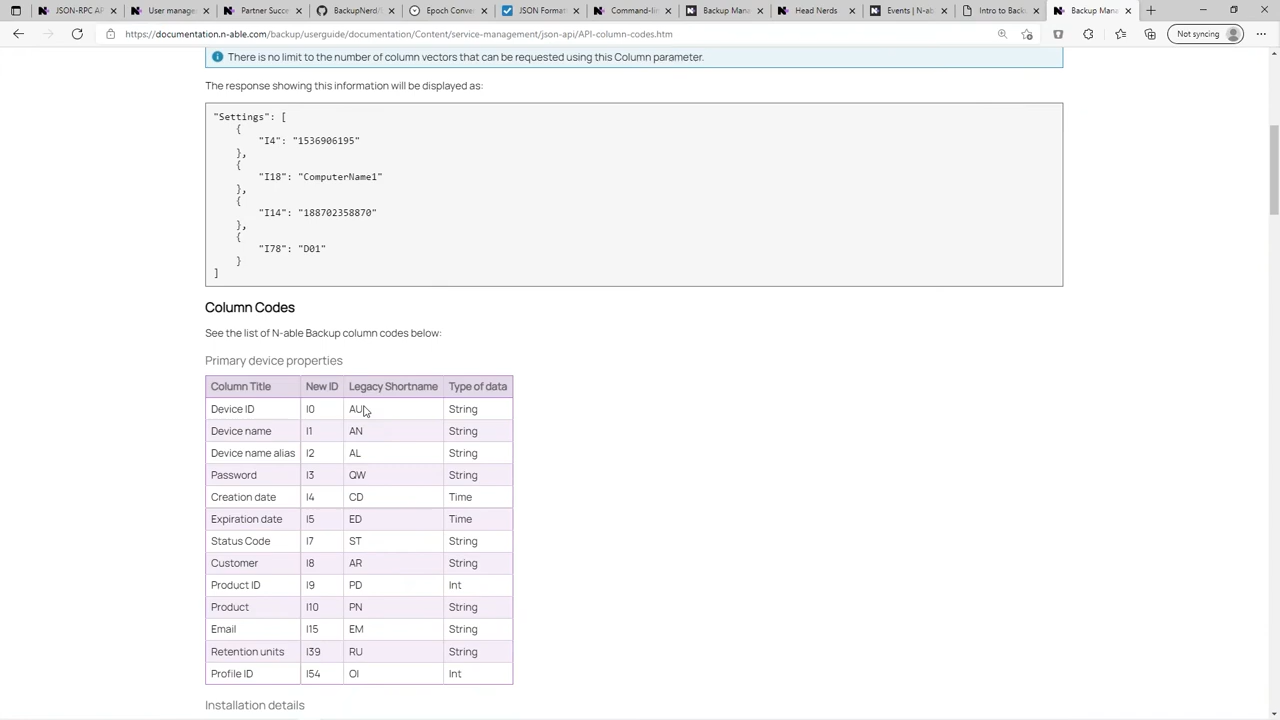 JSON-RPC AP
User manage
Partner Succe
BackupNerd/
Epoch Conve
JSON Format
Command-li
Backup Mana
Head Nerds
Events | N-ab
Intro to Back
Backup Man
https://documentation.n-able.com/backup/userguide/documentation/Content/service-management/json-api/API-column-codes.htm
Not syncing
There is no limit to the number of column vectors that can be requested using this Column parameter.
The response showing this information will be displayed as:
"Settings": [
{
"I4": "1536906195"
},
{
"I18": "ComputerName1"
},
{
"I14": "188702358870"
},
{
"I78": "D01"
}
]
Column Codes
See the list of N-able Backup column codes below:
Primary device properties
Column Title New ID Legacy Shortname Type of data
Device ID I0 AU String
Device name I1 AN String
Device name alias I2 AL String
Password I3 QW String
Creation date I4 CD Time
Expiration date I5 ED Time
Status Code I7 ST String
Customer I8 AR String
Product ID I9 PD Int
Product I10 PN String
Email I15 EM String
Retention units I39 RU String
Profile ID I54 OI Int
Installation details